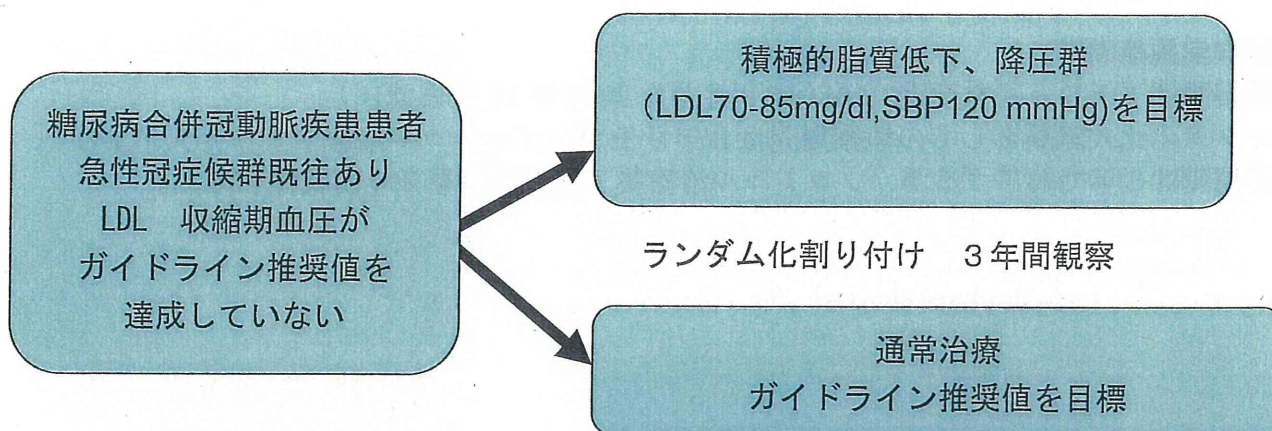 糖尿病合併冠動脈疾患患者
急性冠症候群既往あり
LDL　収縮期血圧が
ガイドライン推奨値を
達成していない
積極的脂質低下、降圧群
（LDL70-85mg/dl,SBP120 mmHg)を目標
ランダム化割り付け　３年間観察
通常治療
ガイドライン推奨値を目標